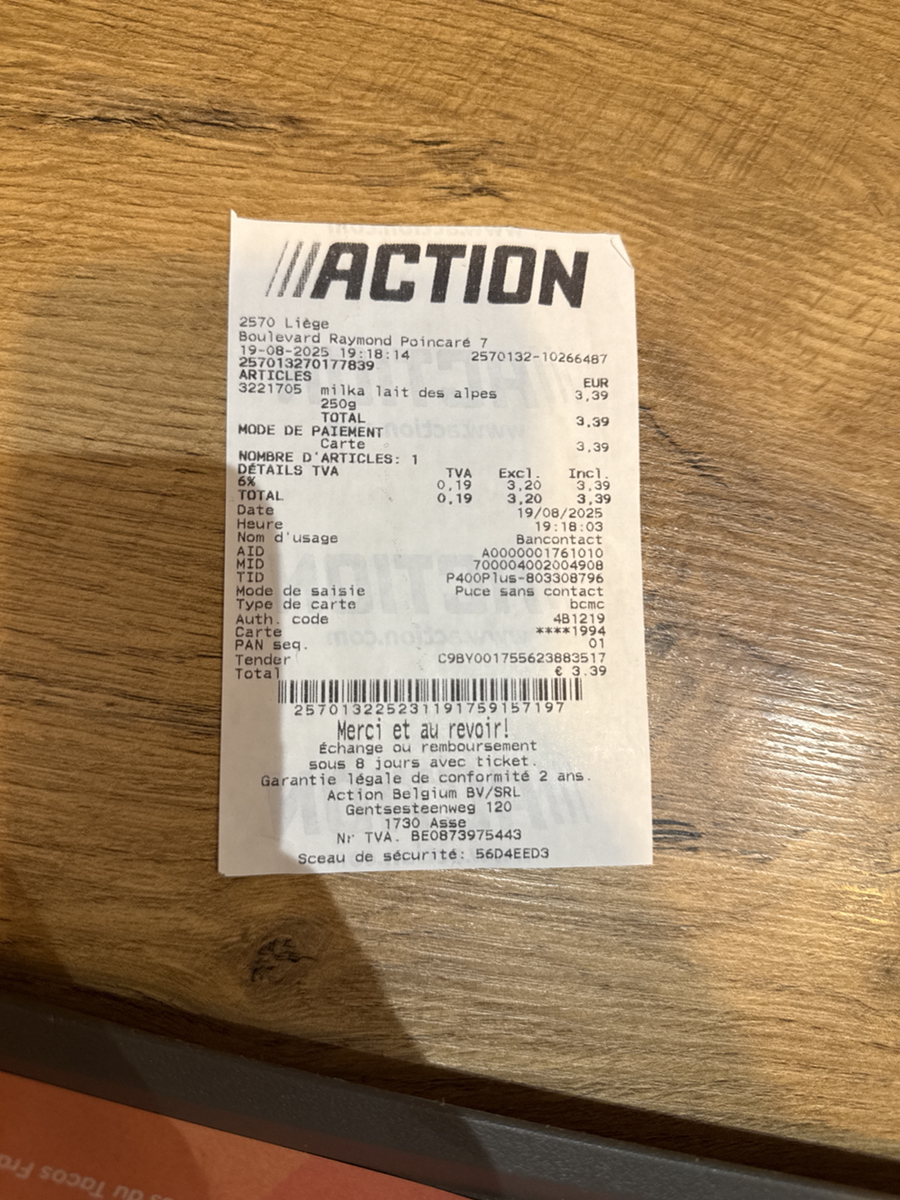 ///ACTION
2570 Liège
Boulevard Raymond Poincaré 7
19-08-2025 19:18:14 2570132-10266487
257013270177839
ARTICLES EUR
3221705 milka lait des alpes 3,39
250g
TOTAL 3,39
MODE DE PAIEMENT
Carte 3,39
NOMBRE D'ARTICLES: 1
DÉTAILS TVA TVA Excl. Incl.
6% 0,19 3,20 3,39
TOTAL 0,19 3,20 3,39
Date 19/08/2025
Heure 19:18:03
Nom d'usage Bancontact
AID A0000001761010
MID 700004002004908
TID P400Plus-803308796
Mode de saisie Puce sans contact
Type de carte bcmc
Auth. code 4B1219
Carte ****1994
PAN seq. 01
Tender C9BY001755623883517
Total € 3.39
257013225231191759157197
Merci et au revoir!
Échange ou remboursement
sous 8 jours avec ticket.
Garantie légale de conformité 2 ans.
Action Belgium BV/SRL
Gentsesteenweg 120
1730 Asse
Nr TVA. BE0873975443
Sceau de sécurité: 56D4EED3
du Tacos